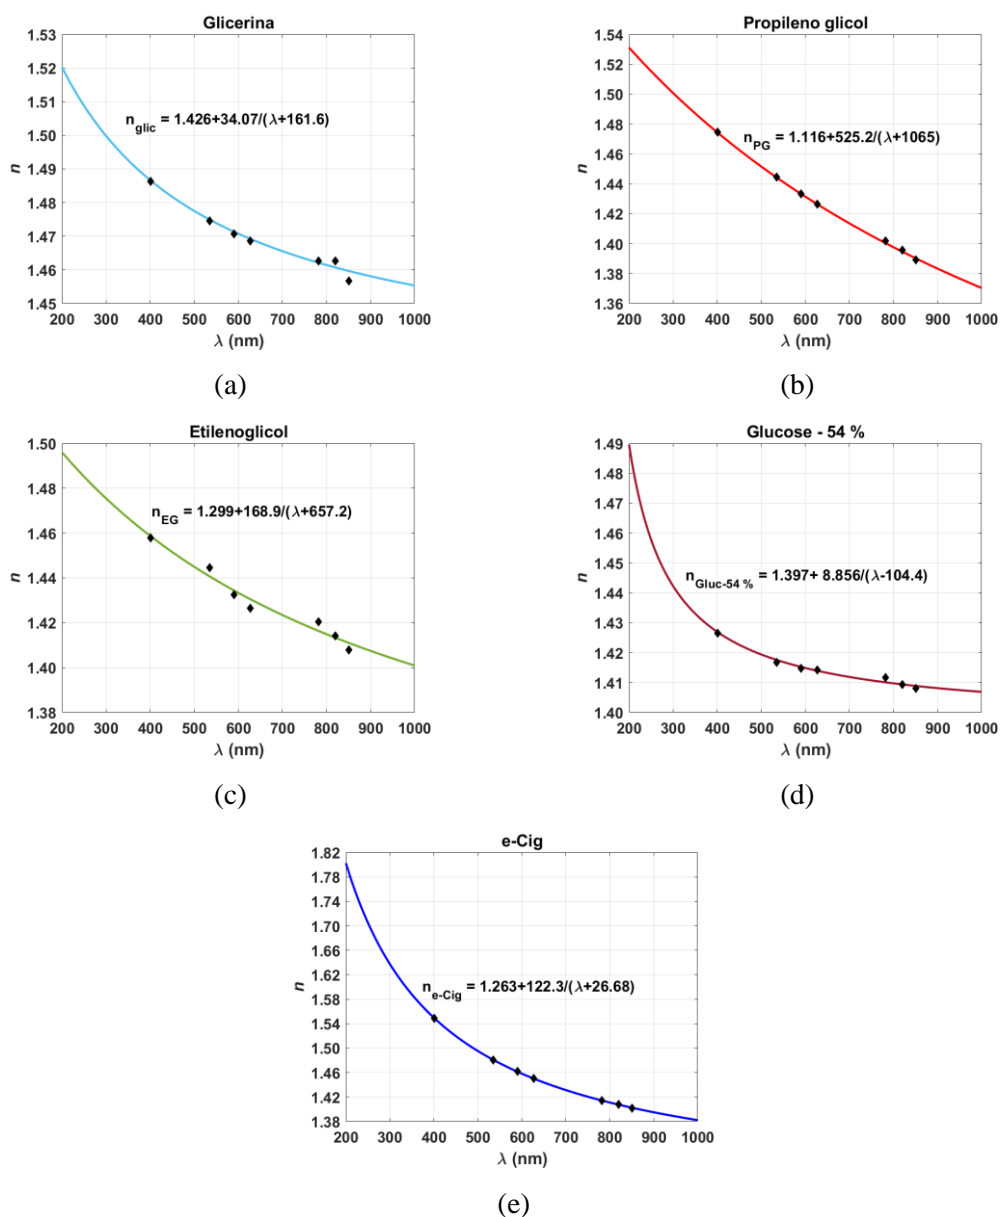 Glicerina
1.53
1.52
1.51
1.50
1.49
1.48
1.47
1.46
1.45
n
n_glic = 1.426+34.07/(λ+161.6)
200 300 400 500 600 700 800 900 1000
λ (nm)
(a)
Propileno glicol
1.54
1.52
1.50
1.48
1.46
1.44
1.42
1.40
1.38
1.36
n
n_PG = 1.116+525.2/(λ+1065)
200 300 400 500 600 700 800 900 1000
λ (nm)
(b)
Etilenoglicol
1.50
1.48
1.46
1.44
1.42
1.40
1.38
n
n_EG = 1.299+168.9/(λ+657.2)
200 300 400 500 600 700 800 900 1000
λ (nm)
(c)
Glucose - 54 %
1.49
1.48
1.47
1.46
1.45
1.44
1.43
1.42
1.41
1.40
n
n_Gluc-54 % = 1.397+ 8.856/(λ-104.4)
200 300 400 500 600 700 800 900 1000
λ (nm)
(d)
e-Cig
1.82
1.78
1.74
1.70
1.66
1.62
1.58
1.54
1.50
1.46
1.42
1.38
n
n_e-Cig = 1.263+122.3/(λ+26.68)
200 300 400 500 600 700 800 900 1000
λ (nm)
(e)